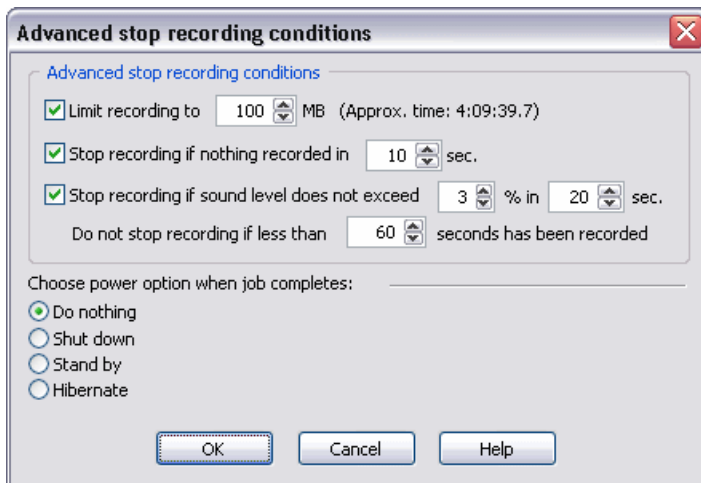 Advanced stop recording conditions
Advanced stop recording conditions
Limit recording to 100 MB (Approx. time: 4:09:39.7)
Stop recording if nothing recorded in 10 sec.
Stop recording if sound level does not exceed 3 % in 20 sec.
Do not stop recording if less than 60 seconds has been recorded
Choose power option when job completes:
Do nothing
Shut down
Stand by
Hibernate
OK Cancel Help